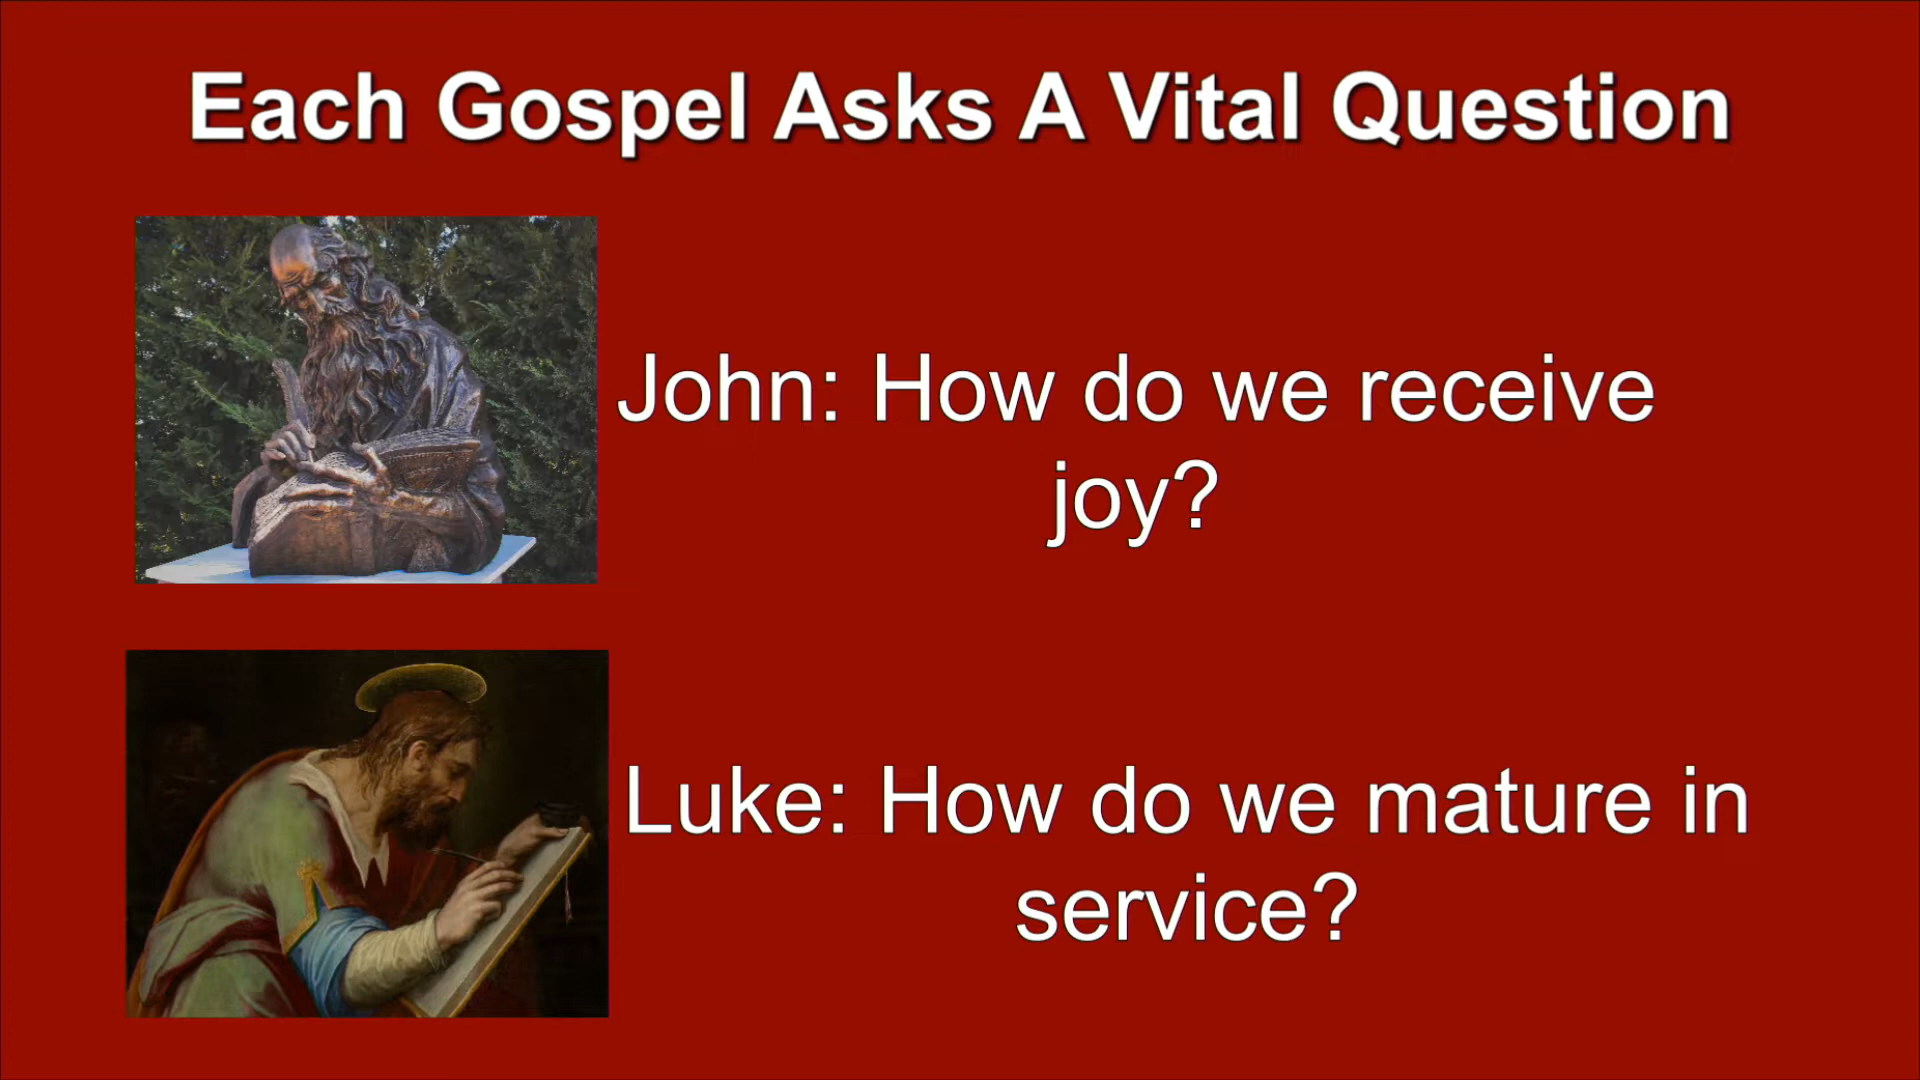 Each Gospel Asks A Vital Question
John: How do we receive
joy?
Luke: How do we mature in
service?